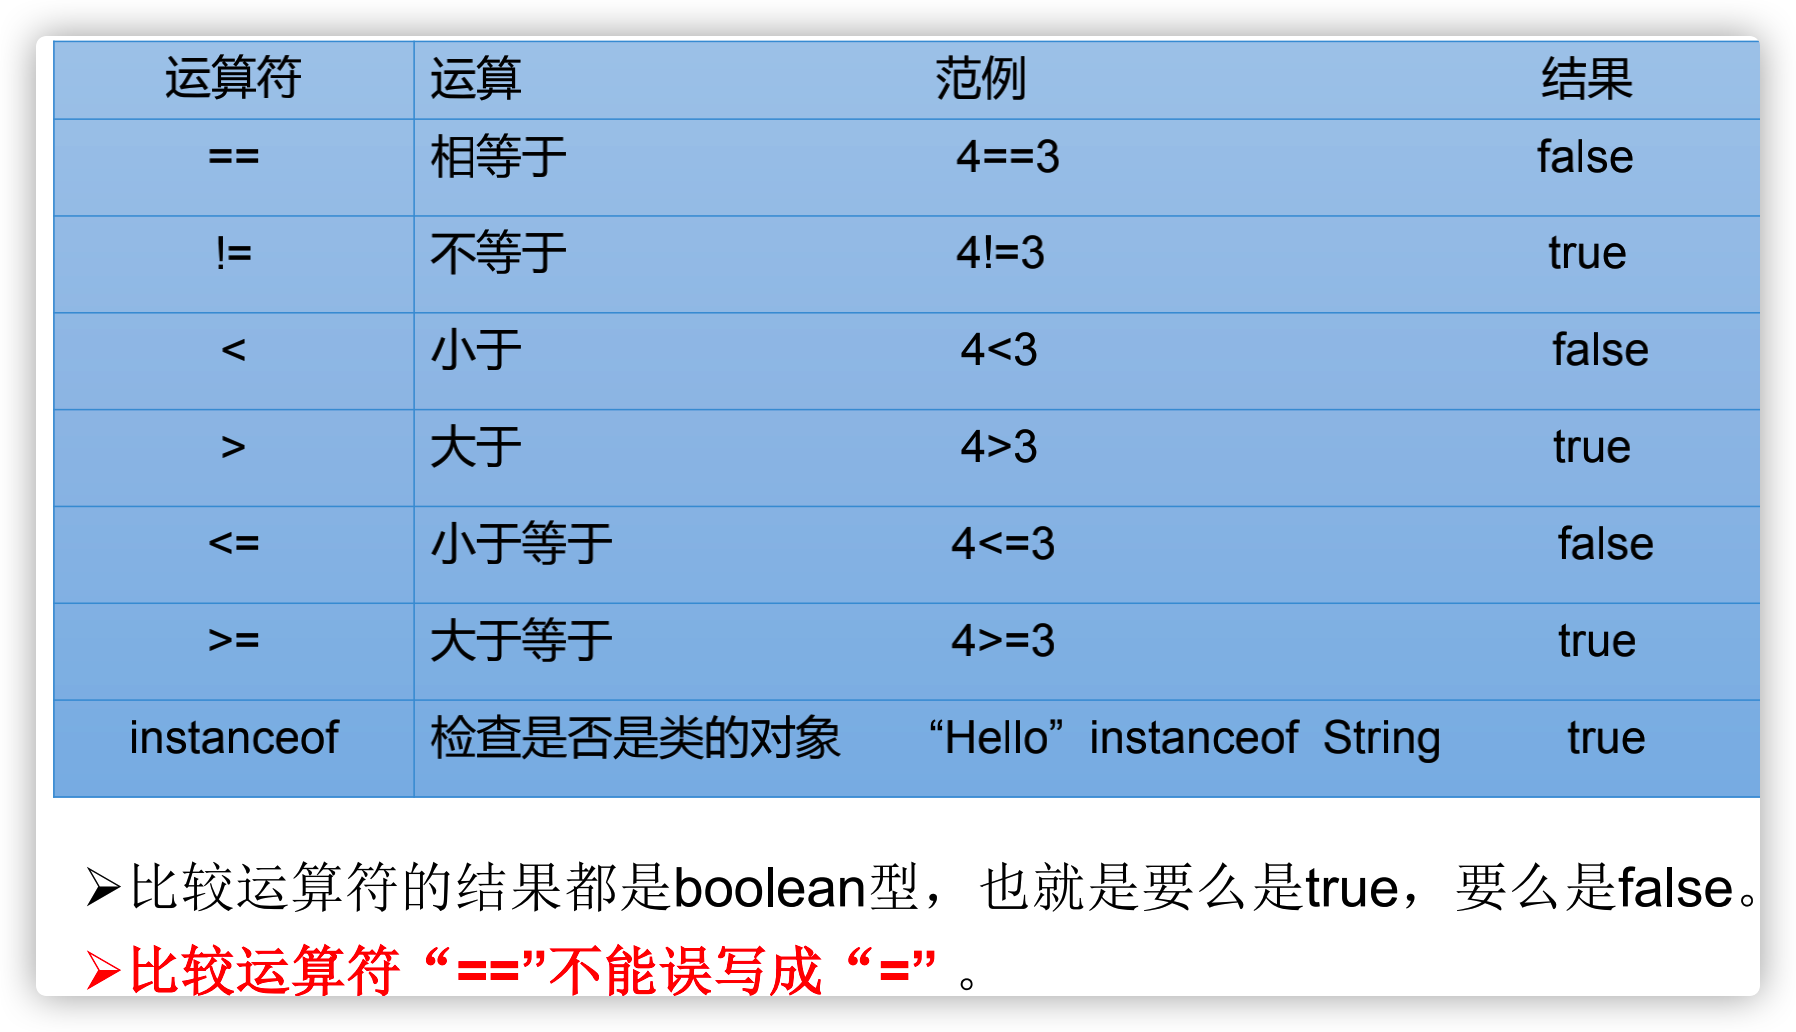 运算符 运算 范例 结果
== 相等于 4==3 false
!= 不等于 4!=3 true
< 小于 4<3 false
> 大于 4>3 true
<= 小于等于 4<=3 false
>= 大于等于 4>=3 true
instanceof 检查是否是类的对象 “Hello” instanceof String true
➢比较运算符的结果都是boolean型，也就是要么是true，要么是false。
➢比较运算符“==”不能误写成“=” 。